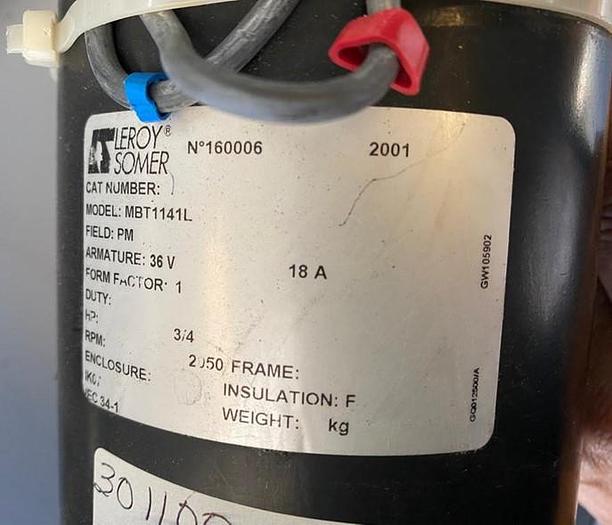 LEROY®
SOMER
N°160006
2001
CAT NUMBER:
MODEL: MBT1141L
FIELD: PM
ARMATURE: 36 V
18 A
FORM FACTOR: 1
DUTY:
HP:
3/4
RPM:
2050
FRAME:
ENCLOSURE:
INSULATION: F
IEC 34-1
WEIGHT: kg
GW105902